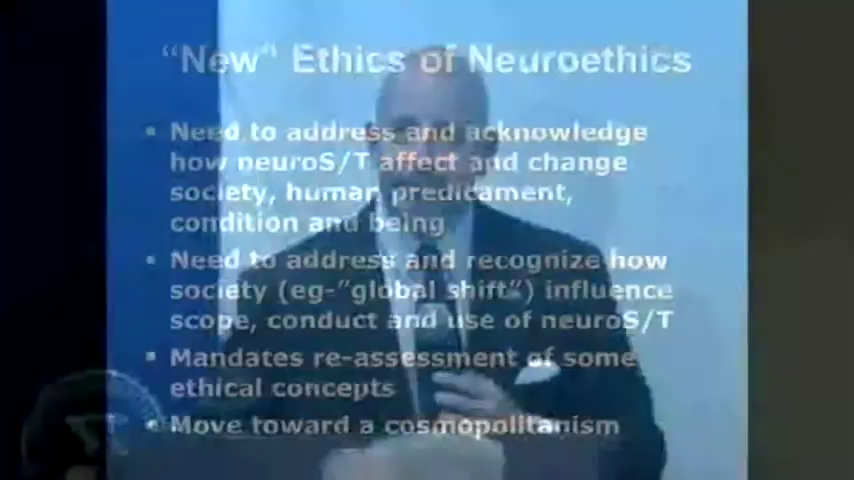 "New" Ethics of Neuroethics
• Need to address and acknowledge
how neuroS/T affect and change
society, human predicament,
condition and being
• Need to address and recognize how
society (eg-"global shift") influence
scope, conduct and use of neuroS/T
• Mandates re-assessment of some
ethical concepts
• Move toward a cosmopolitanism